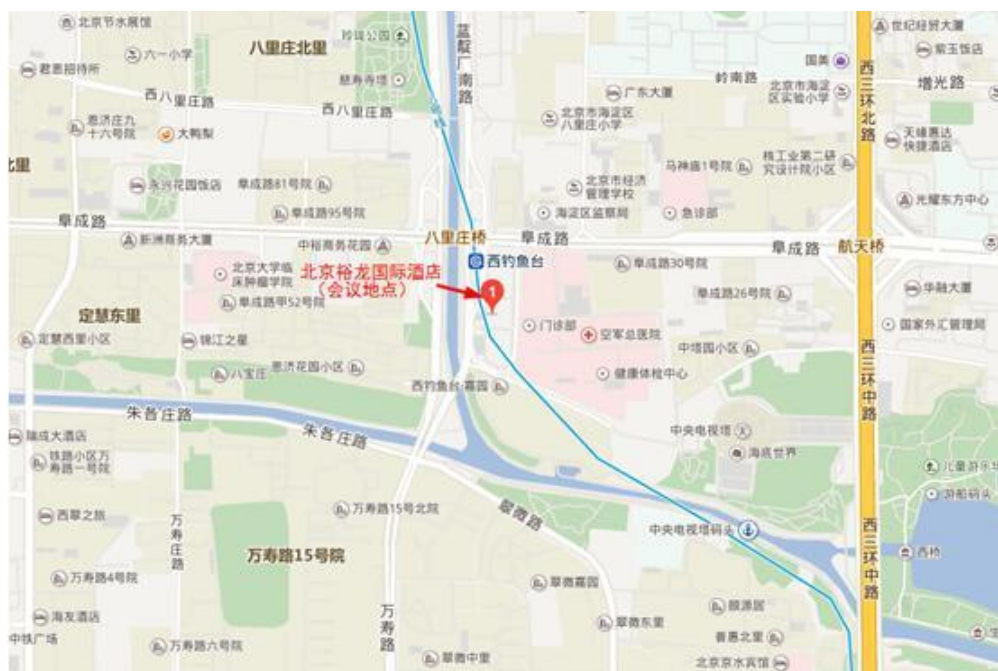 北京节水展馆
六一小学
八里庄北里
玲珑公园
蓝靛厂南路
世纪经贸大厦
紫玉饭店
国美
西三环北路
增光路
君意招待所
慈寿寺塔
岭南路
北京市海淀
区实验小学
西八里庄路
西八里庄路
广东大厦
恩济庄九
十六号院
大鸭梨
北京市海淀区
八里庄小学
天缘惠达
快捷酒店
北里
马神庙1号院
核工业第二研
究设计院小区
永兴花园饭店
阜成路81号院
北京市经济
管理学校
光耀东方中心
阜成路95号院
海淀区监察局
急诊部
阜成路
新洲商务大厦
中裕商务花园
八里庄桥
阜成路
阜成路
航天桥
西钓鱼台
北京大学临
床肿瘤学院
北京裕龙国际酒店
(会议地点)
1
阜成路30号院
阜成路甲52号院
阜成路26号院
华融大厦
定慧东里
门诊部
空军总医院
国家外汇管理局
定慧西里小区
锦江之星
中塔园小区
西三环中路
八宝庄
恩济花园小区
西钓鱼台嘉园
健康体检中心
朱各庄路
朱各庄路
瑞成大酒店
中央电视塔
铁路小区万
寿路一号院
海底世界
儿童游乐场
游船码头
西翠之旅
万寿庄路
万寿路15号北院
翠微路
中央电视塔码头
西三环中路
西桥
万寿路15号院
万寿路4号院
翠微嘉园
海友酒店
万寿路
颐源居
中铁广场
万寿路六号院
翠微东里
普惠北里
翠微中里
北京京水宾馆